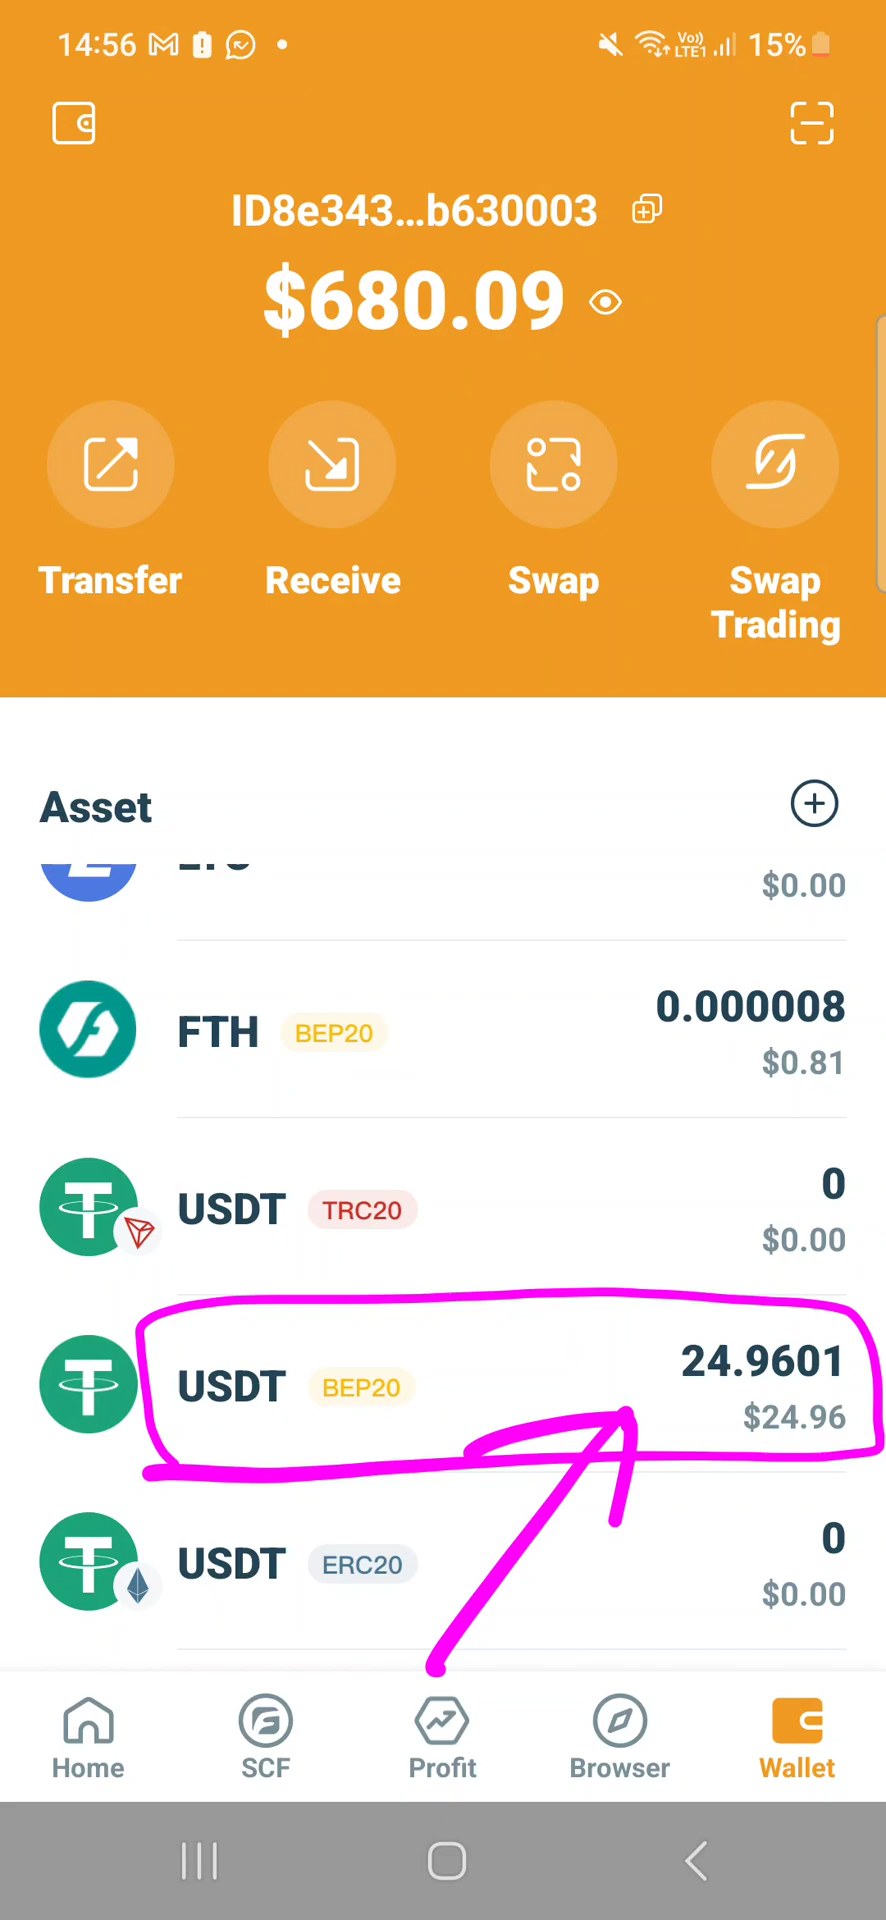 14:56
Vo))
LTE1
15%
ID8e343...b630003
$680.09
Transfer
Receive
Swap
Swap
Trading
Asset
$0.00
FTH BEP20
0.000008
$0.81
USDT TRC20
0
$0.00
USDT BEP20
24.9601
$24.96
USDT ERC20
0
$0.00
Home
SCF
Profit
Browser
Wallet